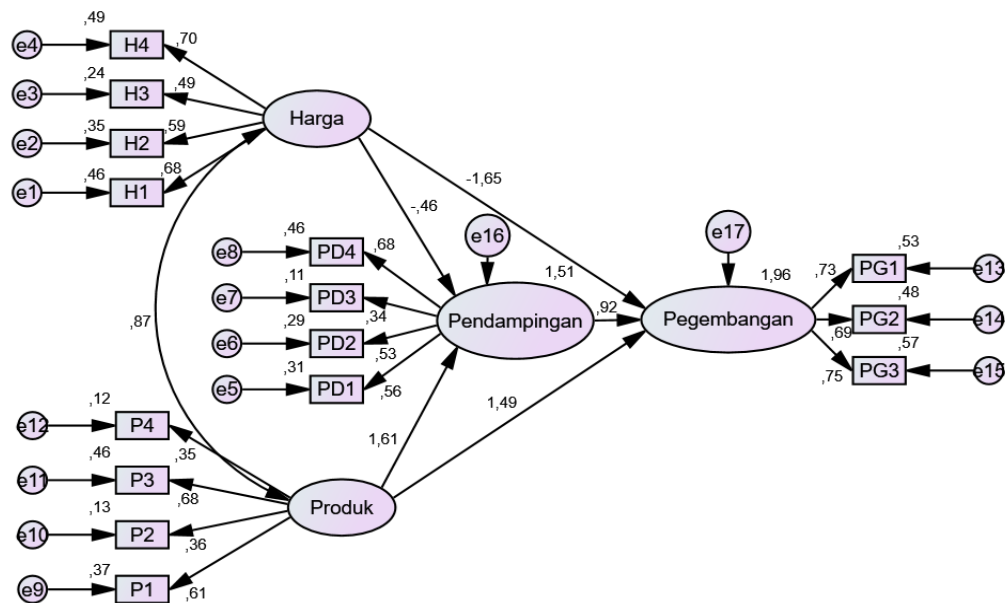 ,49
e4
H4
,70
,24
e3
H3
,49
,35
e2
H2
,59
,46
e1
H1
,68
Harga
-1,65
-,46
,46
e8
PD4
,68
e16
1,51
e17
1,96
,11
e7
PD3
,34
,29
e6
PD2
,53
,31
e5
PD1
,56
Pendampingan
,92
Pegembangan
,73
PG1
,53
e13
,69
PG2
,48
e14
,75
PG3
,57
e15
,87
1,61
1,49
,12
e12
P4
,35
,46
e11
P3
,68
,13
e10
P2
,36
,37
e9
P1
,61
Produk